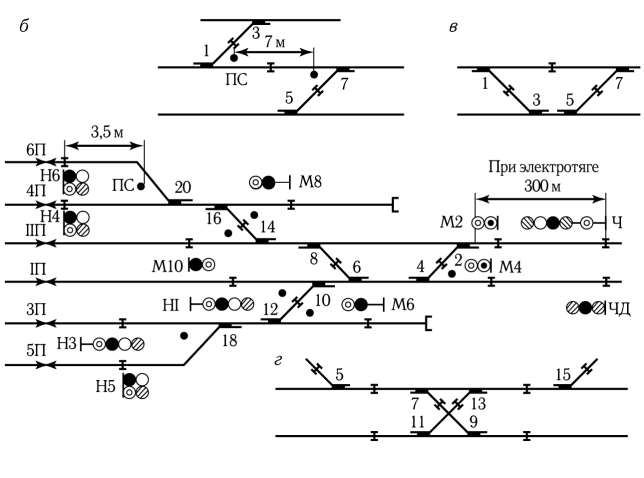 б
3
7 м
1
ПС
7
5
в
1
7
3
5
3,5 м
При электротяге
300 м
6П
Н6
ПС
20
М8
4П
Н4
16
14
М2
Ч
IIП
М10
8
6
4
2
М4
IП
НI
12
10
М6
ЧД
3П
Н3
18
5П
Н5
г
5
15
7
13
11
9